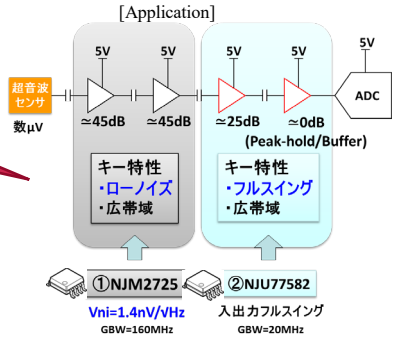 [Application]
5V 5V 5V 5V 5V
超音波
センサ
ADC
数μV
≃45dB ≃45dB ≃25dB ≃0dB
(Peak-hold/Buffer)
キー特性
・ローノイズ
・広帯域
キー特性
・フルスイング
・広帯域
①NJM2725
Vni=1.4nV/√Hz
GBW=160MHz
②NJU77582
入出力フルスイング
GBW=20MHz